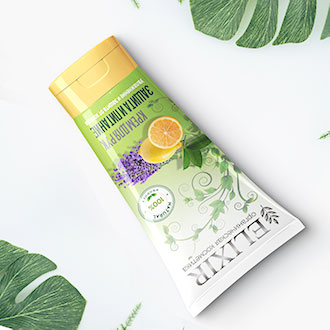 ELIXIR
ОРГАНИЧЕСКАЯ КОСМЕТИКА
100%
КРЕМ ДЛЯ РУК
ЗАЩИТА И ПИТАНИЕ